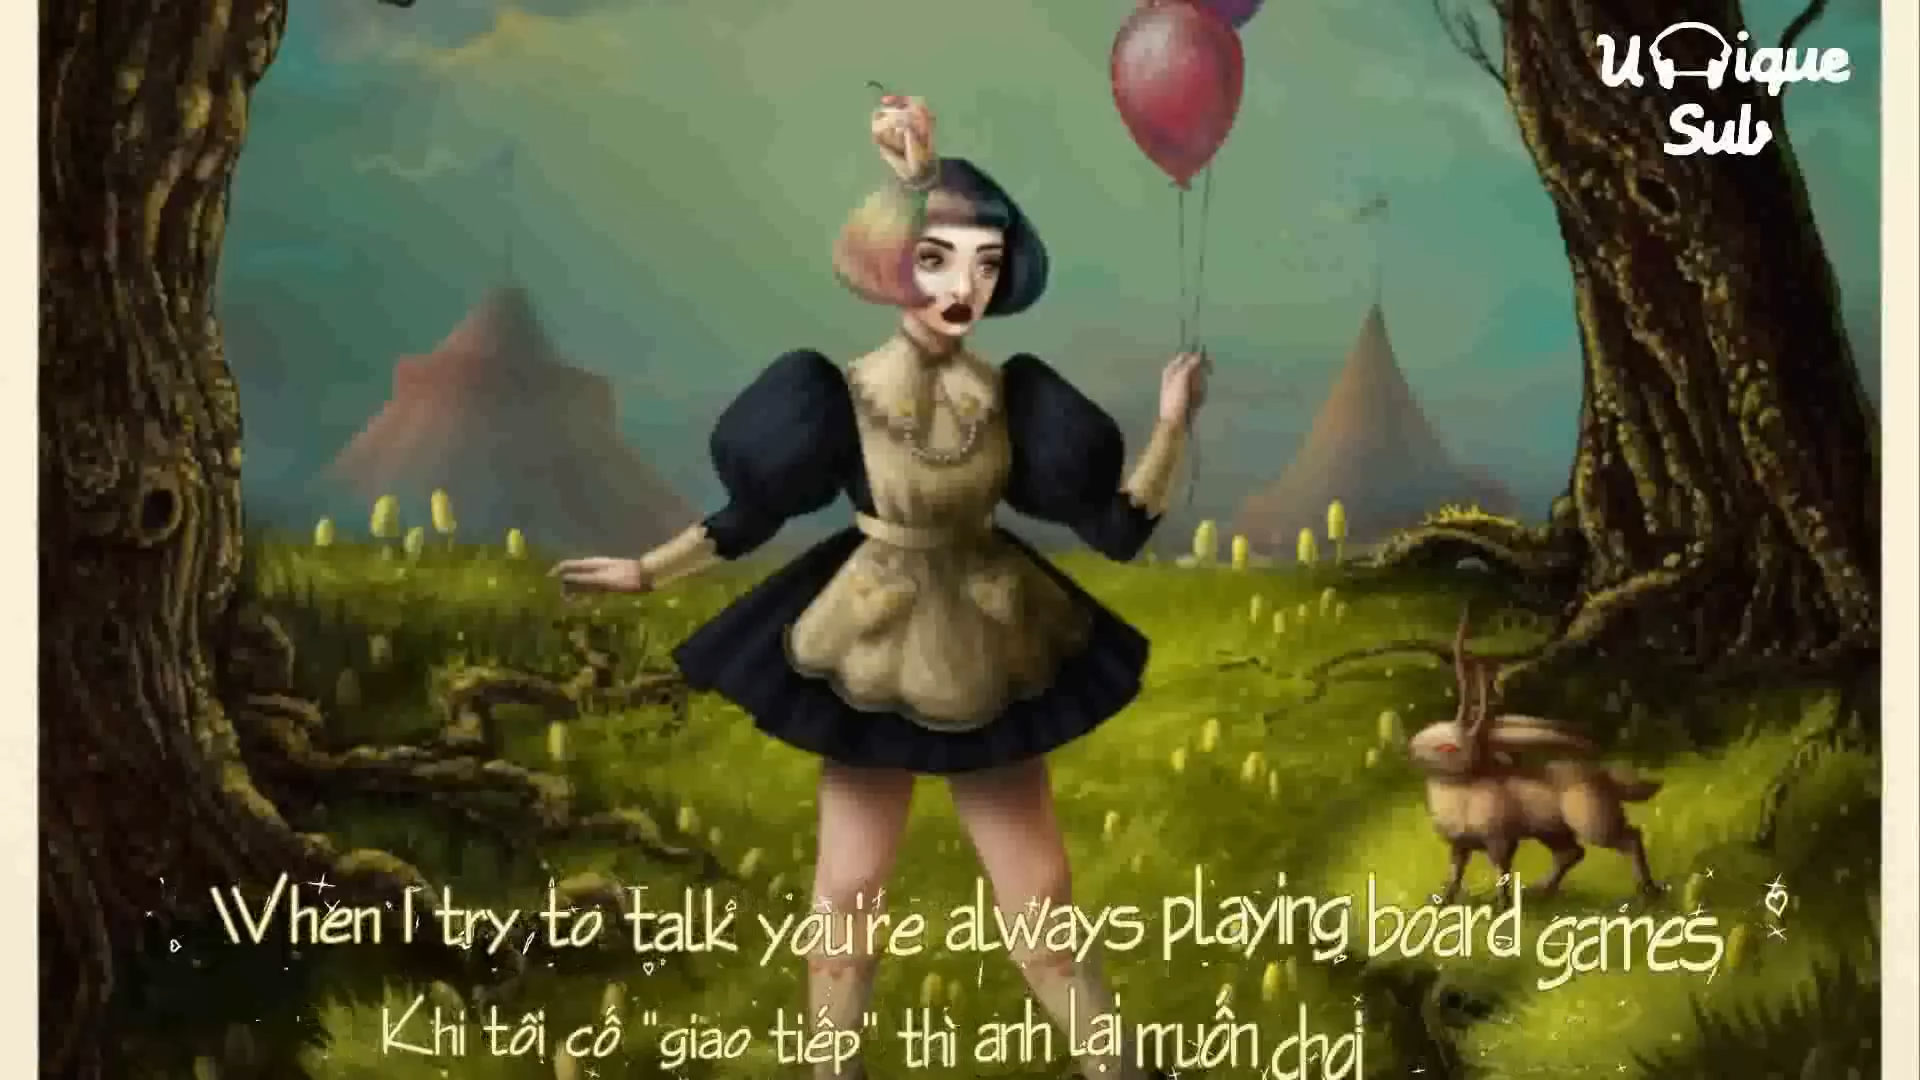 Unique
Sub
When I try to talk you're always playing board games
Khi tôi cố "giao tiếp" thì anh lại muốn chơi